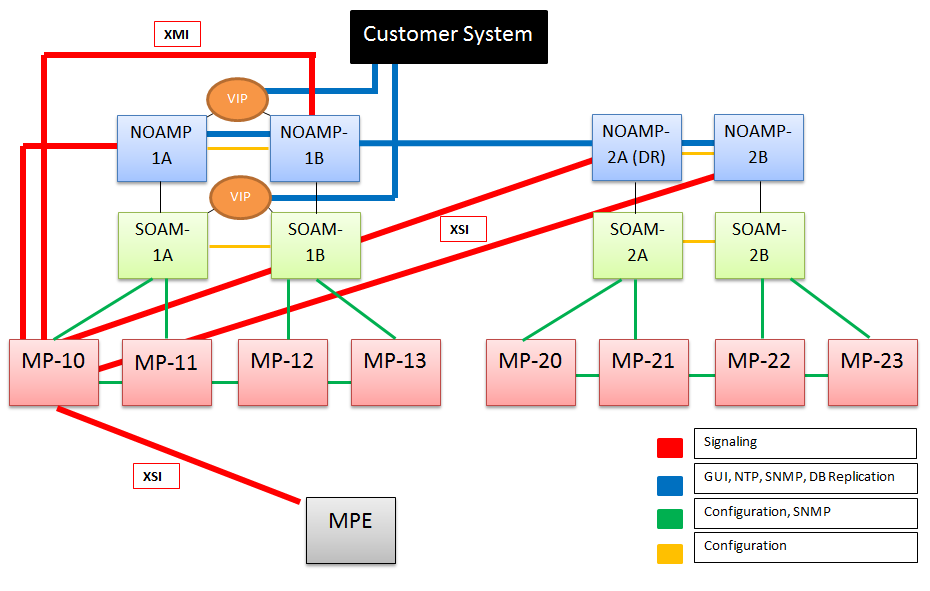 XMI
Customer System
VIP
NOAMP
1A
NOAMP-
1B
NOAMP-
2A (DR)
NOAMP-
2B
VIP
SOAM-
1A
SOAM-
1B
XSI
SOAM-
2A
SOAM-
2B
MP-10
MP-11
MP-12
MP-13
MP-20
MP-21
MP-22
MP-23
XSI
MPE
Signaling
GUI, NTP, SNMP, DB Replication
Configuration, SNMP
Configuration